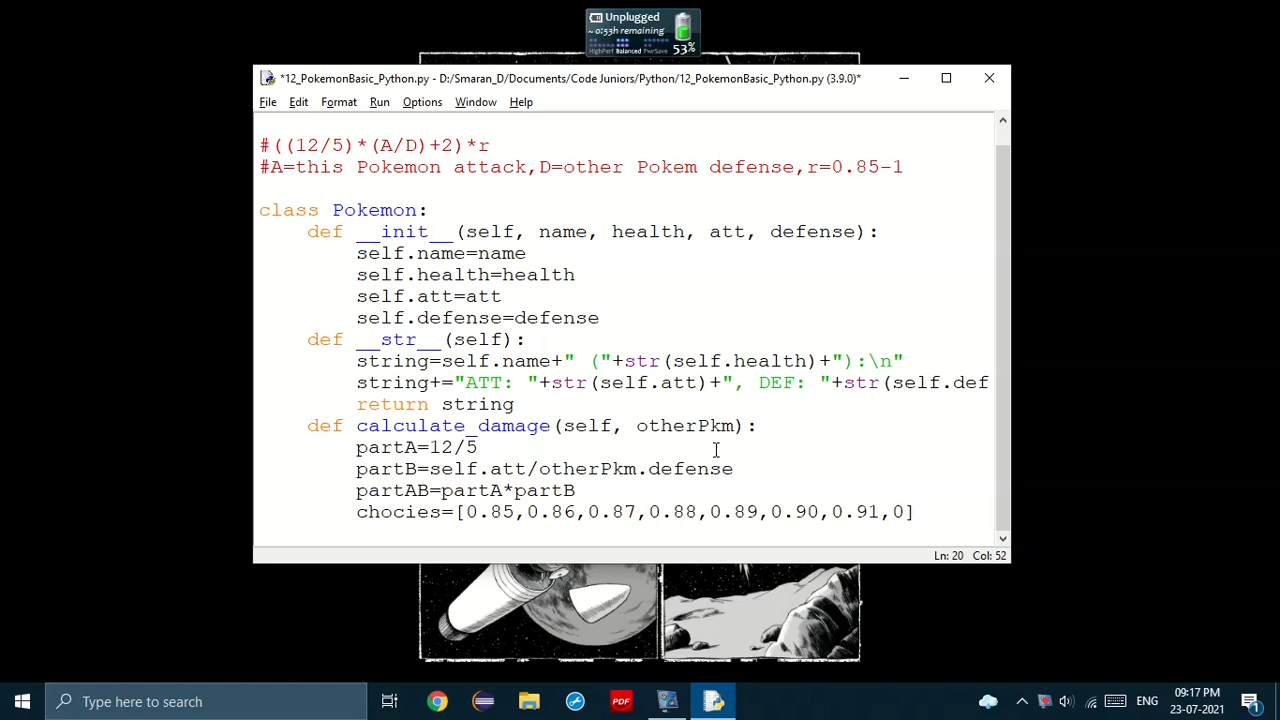 Unplugged
~ 0:53h remaining
HighPerf Balanced PwrSave 53%
*12_PokemonBasic_Python.py - D:/Smaran_D/Documents/Code Juniors/Python/12_PokemonBasic_Python.py (3.9.0)*
File Edit Format Run Options Window Help
#((12/5)*(A/D)+2)*r
#A=this Pokemon attack,D=other Pokem defense,r=0.85-1
class Pokemon:
def __init__(self, name, health, att, defense):
self.name=name
self.health=health
self.att=att
self.defense=defense
def __str__(self):
string=self.name+" ("+str(self.health)+"):\n"
string+="ATT: "+str(self.att)+", DEF: "+str(self.def
return string
def calculate_damage(self, otherPkm):
partA=12/5
partB=self.att/otherPkm.defense
partAB=partA*partB
chocies=[0.85,0.86,0.87,0.88,0.89,0.90,0.91,0]
Ln: 20 Col: 52
Type here to search
PDF
ENG
09:17 PM
23-07-2021
1